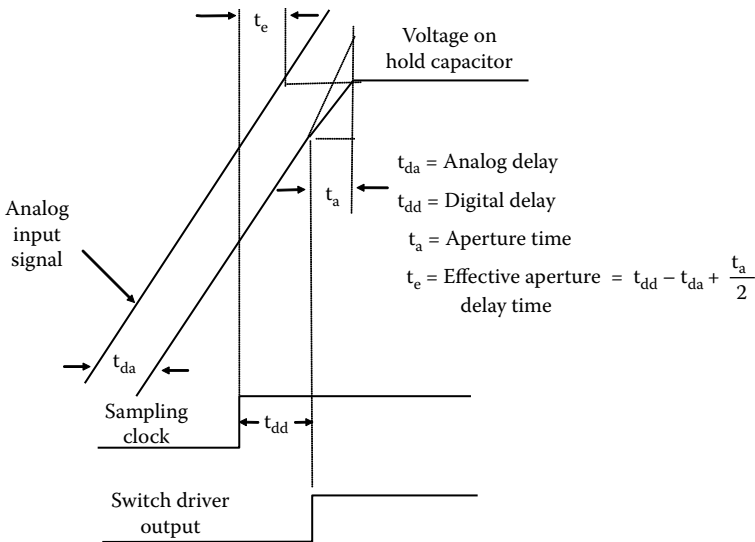 t_e
Voltage on
hold capacitor
t_da = Analog delay
t_dd = Digital delay
t_a
t_a = Aperture time
Analog
input
signal
t_e = Effective aperture = t_dd – t_da + t_a/2
delay time
t_da
Sampling
clock
t_dd
Switch driver
output